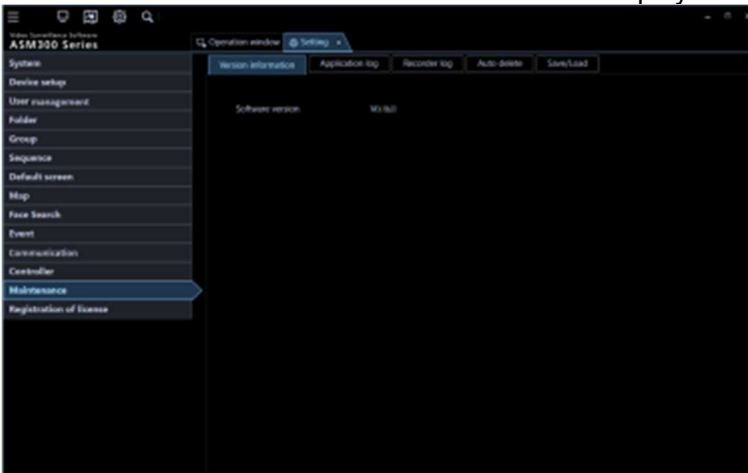 Video Surveillance Software
ASM300 Series
Operation window
Setting
System
Device setup
User management
Folder
Group
Sequence
Default screen
Map
Face Search
Event
Communication
Controller
Maintenance
Registration of license
Version information
Application log
Recorder log
Auto delete
Save/Load
Software version